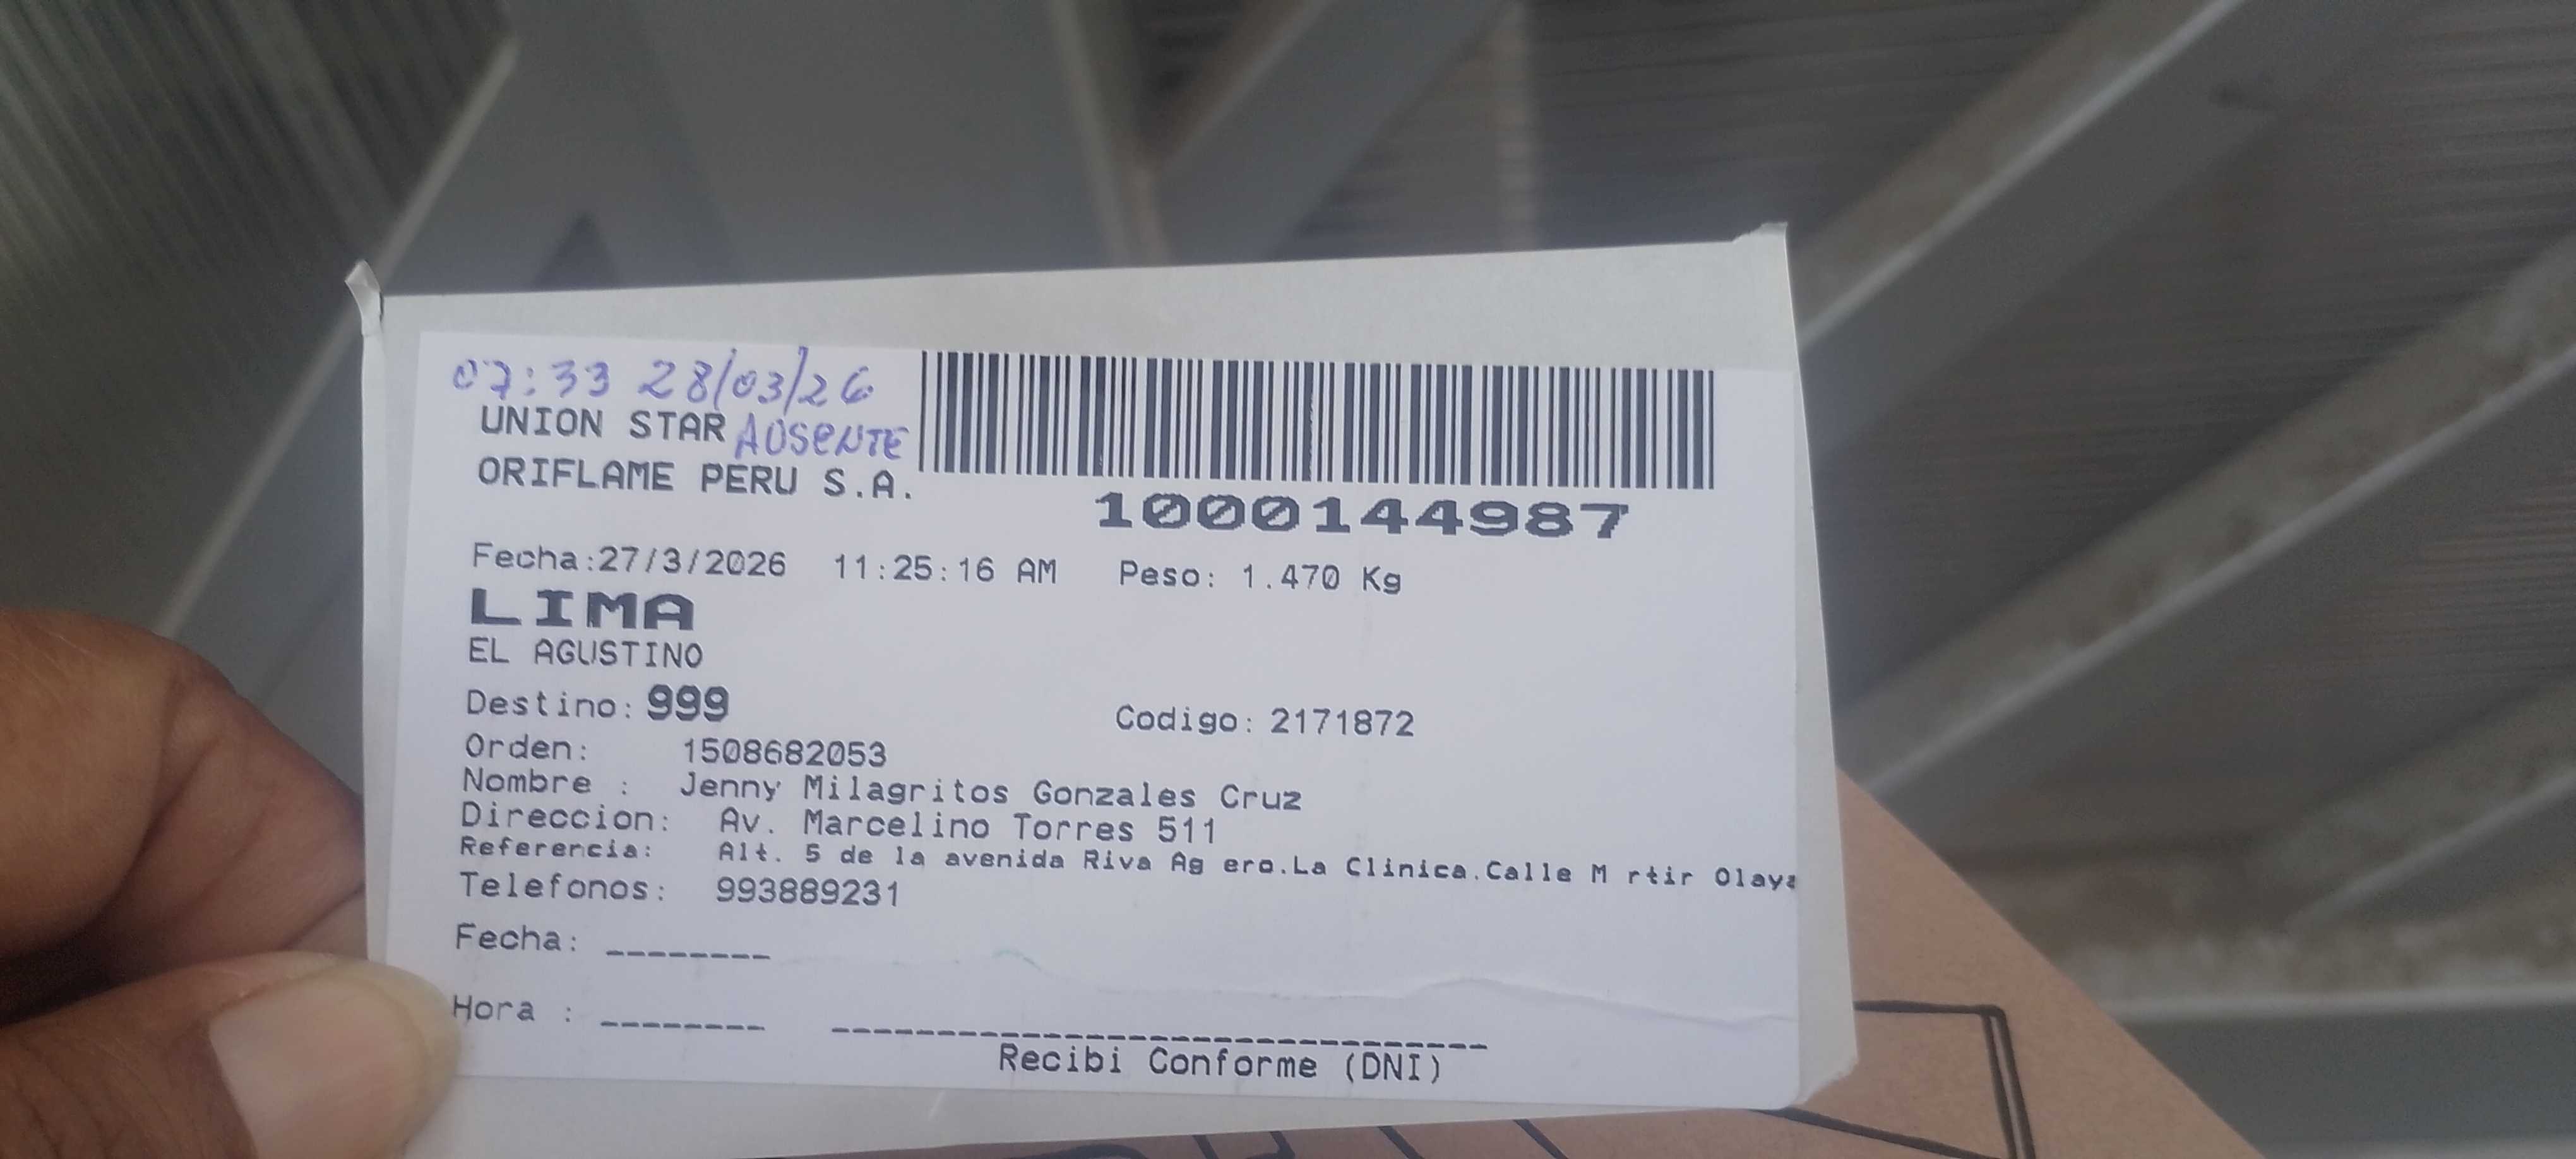 07:33 28/03/26
UNION STAR AUSENTE
ORIFLAME PERU S.A.
1000144987
Fecha:27/3/2026 11:25:16 AM Peso: 1.470 Kg
LIMA
EL AGUSTINO
Destino: 999 Codigo: 2171872
Orden: 1508682053
Nombre : Jenny Milagritos Gonzales Cruz
Direccion: Av. Marcelino Torres 511
Referencia: Alt. 5 de la avenida Riva Ag ero.La Clinica.Calle M rtir Olaya
Telefonos: 993889231
Fecha: ________
Hora : ________
Recibi Conforme (DNI)